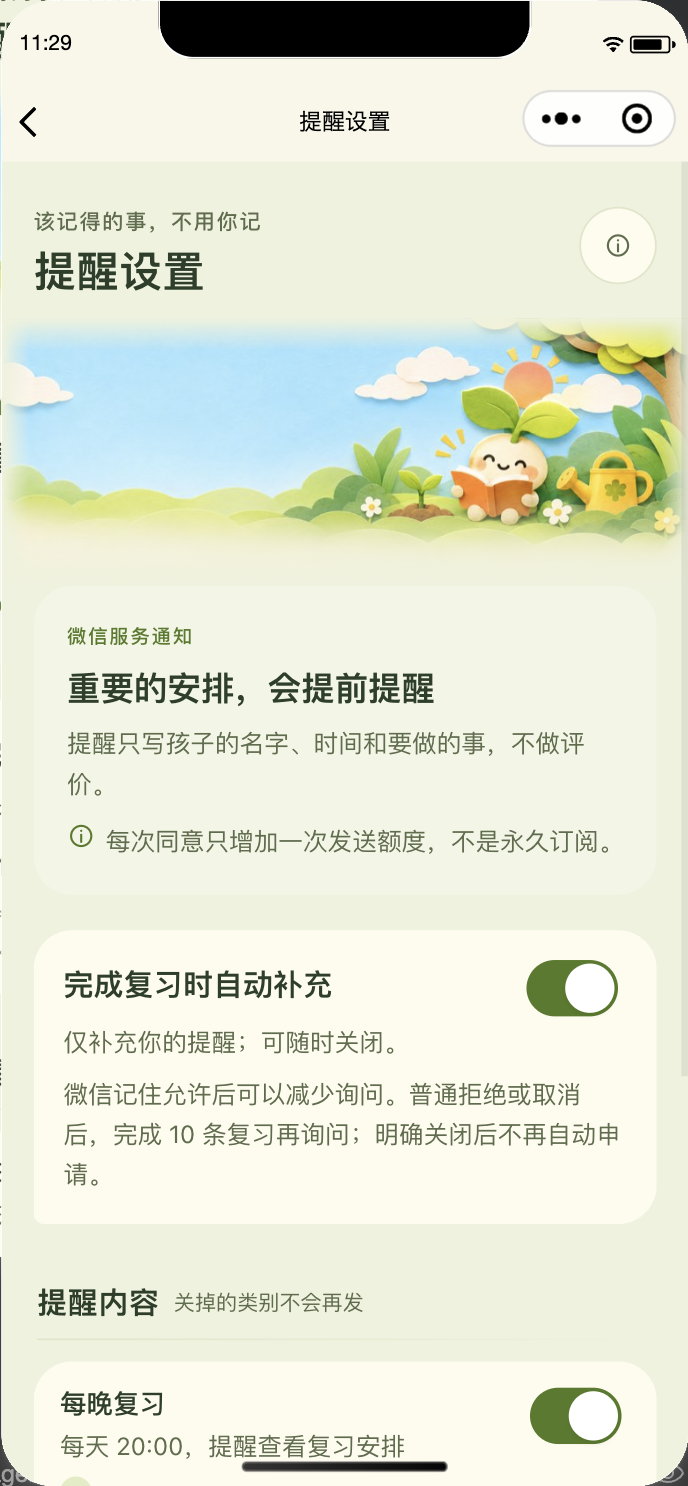 11:29
提醒设置
该记得的事，不用你记
提醒设置
微信服务通知
重要的安排，会提前提醒
提醒只写孩子的名字、时间和要做的事，不做评
价。
每次同意只增加一次发送额度，不是永久订阅。
完成复习时自动补充
仅补充你的提醒；可随时关闭。
微信记住允许后可以减少询问。普通拒绝或取消
后，完成 10 条复习再询问；明确关闭后不再自动申
请。
提醒内容 关掉的类别不会再发
每晚复习
每天 20:00，提醒查看复习安排